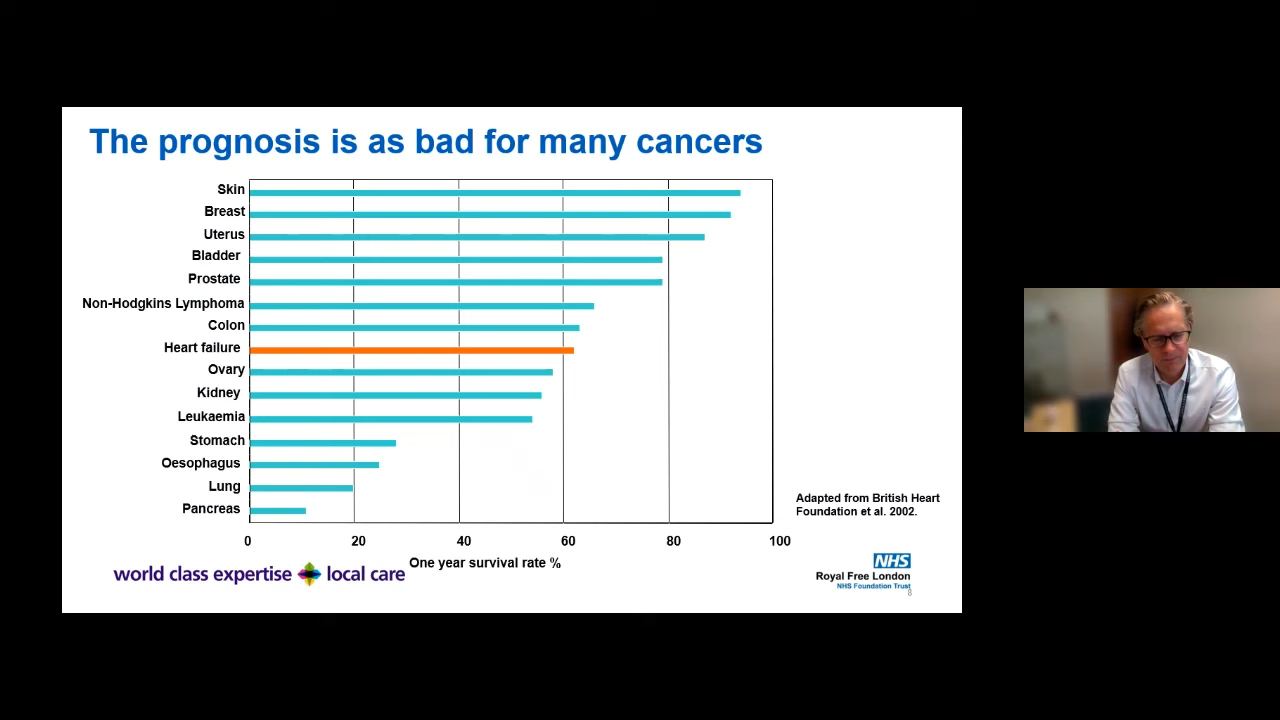 The prognosis is as bad for many cancers
Skin
Breast
Uterus
Bladder
Prostate
Non-Hodgkins Lymphoma
Colon
Heart failure
Ovary
Kidney
Leukaemia
Stomach
Oesophagus
Lung
Pancreas
0 20 40 60 80 100
One year survival rate %
Adapted from British Heart
Foundation et al. 2002.
world class expertise local care
NHS
Royal Free London
NHS Foundation Trust
8